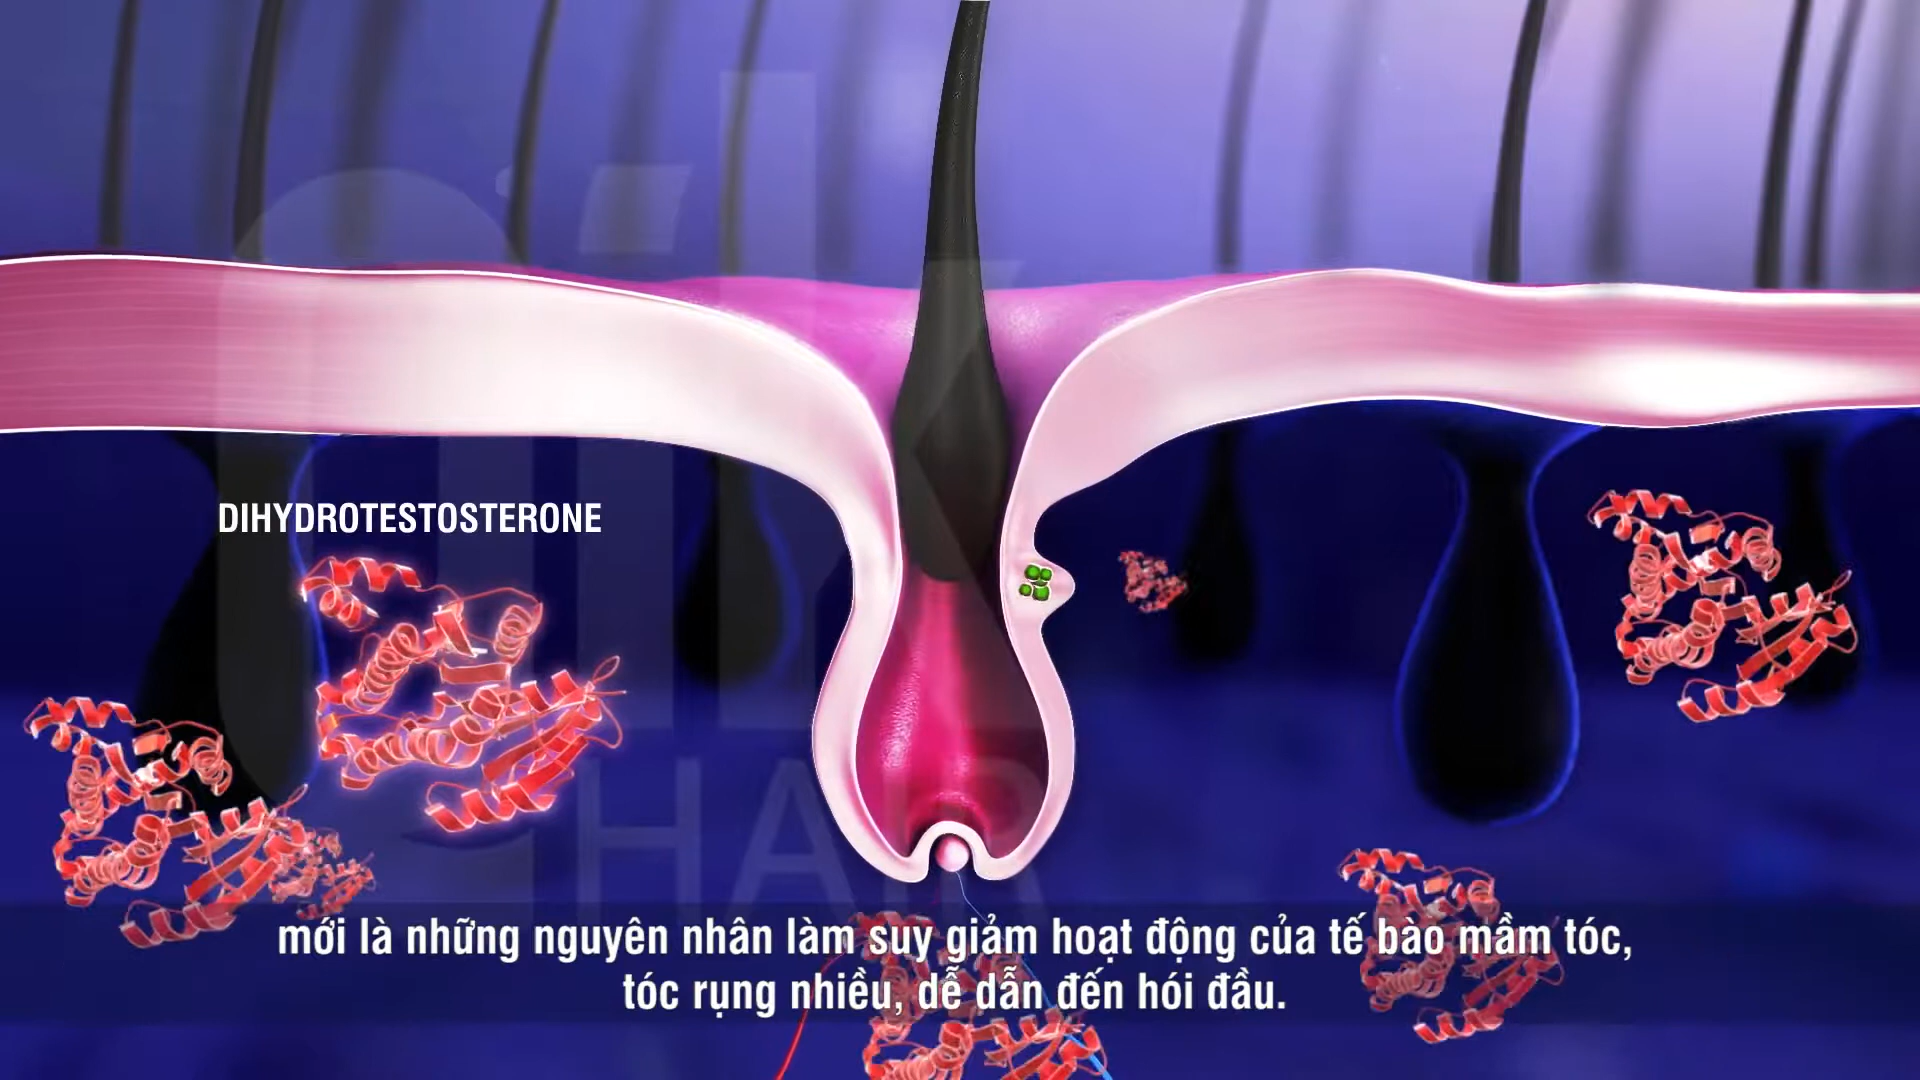 DIHYDROTESTOSTERONE
HAIR
mới là những nguyên nhân làm suy giảm hoạt động của tế bào mầm tóc,
tóc rụng nhiều, dễ dẫn đến hói đầu.